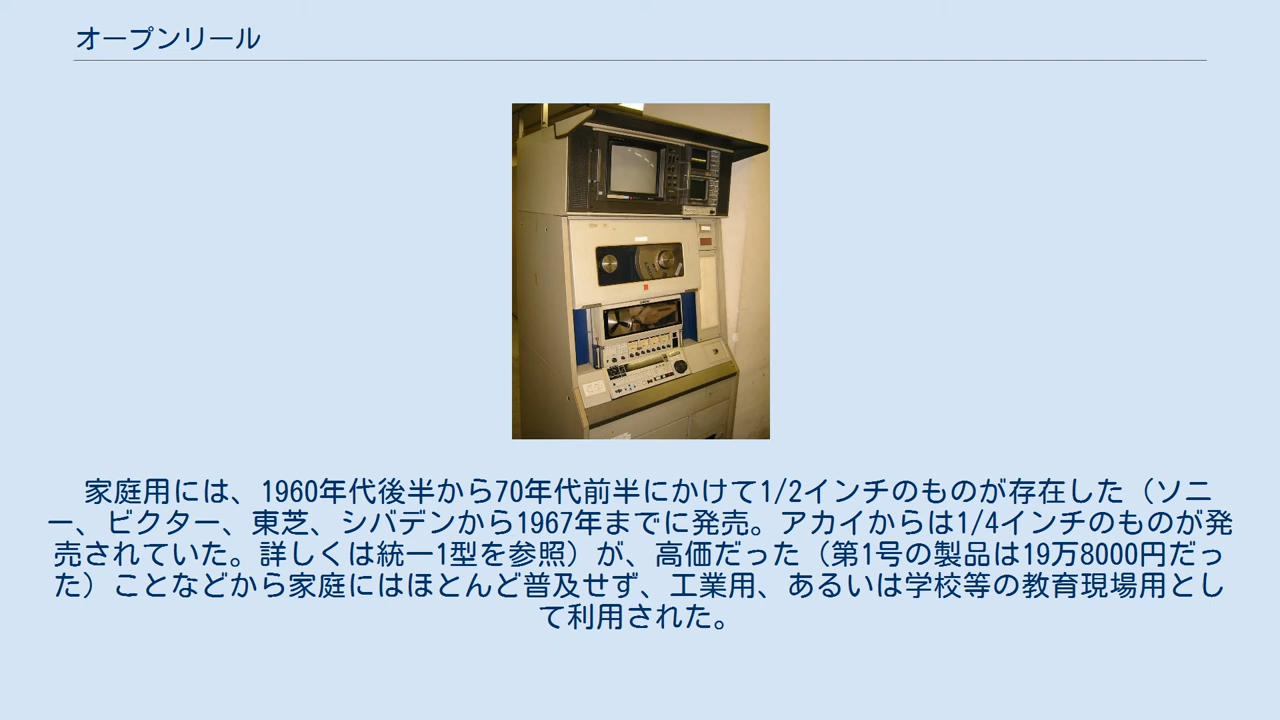 オープンリール
家庭用には、1960年代後半から70年代前半にかけて1/2インチのものが存在した（ソニ
ー、ビクター、東芝、シバデンから1967年までに発売。アカイからは1/4インチのものが発
売されていた。詳しくは統一1型を参照）が、高価だった（第1号の製品は19万8000円だっ
た）ことなどから家庭にはほとんど普及せず、工業用、あるいは学校等の教育現場用とし
て利用された。